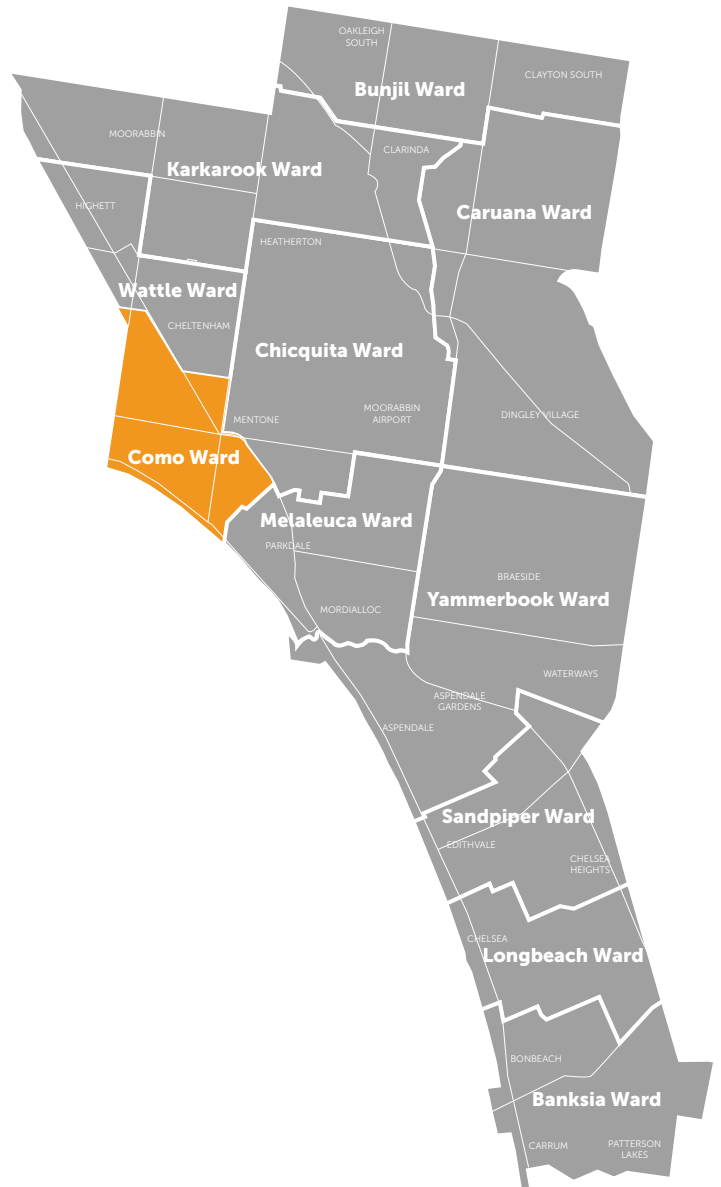 OAKLEIGH
SOUTH
CLAYTON SOUTH
Bunjil Ward
MOORABBIN
CLARINDA
Karkarook Ward
HIGHETT
Caruana Ward
HEATHERTON
Wattle Ward
CHELTENHAM
Chicquita Ward
MENTONE
MOORABBIN
AIRPORT
DINGLEY VILLAGE
Como Ward
Melaleuca Ward
PARKDALE
BRAESIDE
Yammerbook Ward
MORDIALLOC
WATERWAYS
ASPENDALE
GARDENS
ASPENDALE
Sandpiper Ward
EDITHVALE
CHELSEA
HEIGHTS
CHELSEA
Longbeach Ward
BONBEACH
Banksia Ward
CARRUM
PATTERSON
LAKES